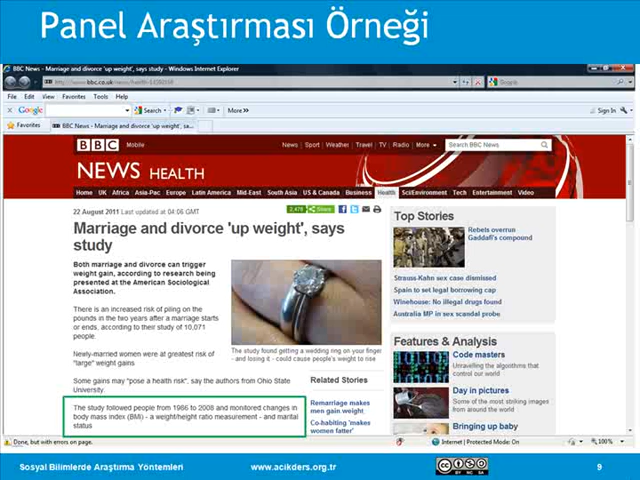 Panel Araştırması Örneği
BBC News - Marriage and divorce 'up weight', says study - Windows Internet Explorer
File Edit View Favorites Tools Help
Google Search More »
Sign In
Favorites BBC News - Marriage and divorce 'up weight', sa...
BBC Mobile News Sport Weather Travel TV Radio More Search BBC News
NEWS HEALTH
Home UK Africa Asia-Pac Europe Latin America Mid-East South Asia US & Canada Business Health Sci/Environment Tech Entertainment Video
22 August 2011 Last updated at 04:06 GMT
Share
Marriage and divorce 'up weight', says
study
Both marriage and divorce can trigger
weight gain, according to research being
presented at the American Sociological
Association.
There is an increased risk of piling on the
pounds in the two years after a marriage starts
or ends, according to their study of 10,071
people.
Newly-married women were at greatest risk of
"large" weight gains
Some gains may "pose a health risk", say the authors from Ohio State
University.
The study followed people from 1986 to 2008 and monitored changes in
body mass index (BMI) - a weight/height ratio measurement - and marital
status
The study found getting a wedding ring on your finger
- and losing it - could cause people's weight to rise
Related Stories
Remarriage makes
men gain weight
Co-habiting 'makes
women fatter'
Top Stories
Rebels overrun
Gaddafi's compound
Strauss-Kahn sex case dismissed
Spain to set legal borrowing cap
Winehouse: No illegal drugs found
Australia MP in sex scandal probe
Features & Analysis
Code masters
Unravelling the algorithms that
control our world
Day in pictures
Some of the most striking images
from around the world
Bringing up baby
Done, but with errors on page.
Internet | Protected Mode: On
100%
Sosyal Bilimlerde Araştırma Yöntemleri
www.acikders.org.tr
BY NC SA
9